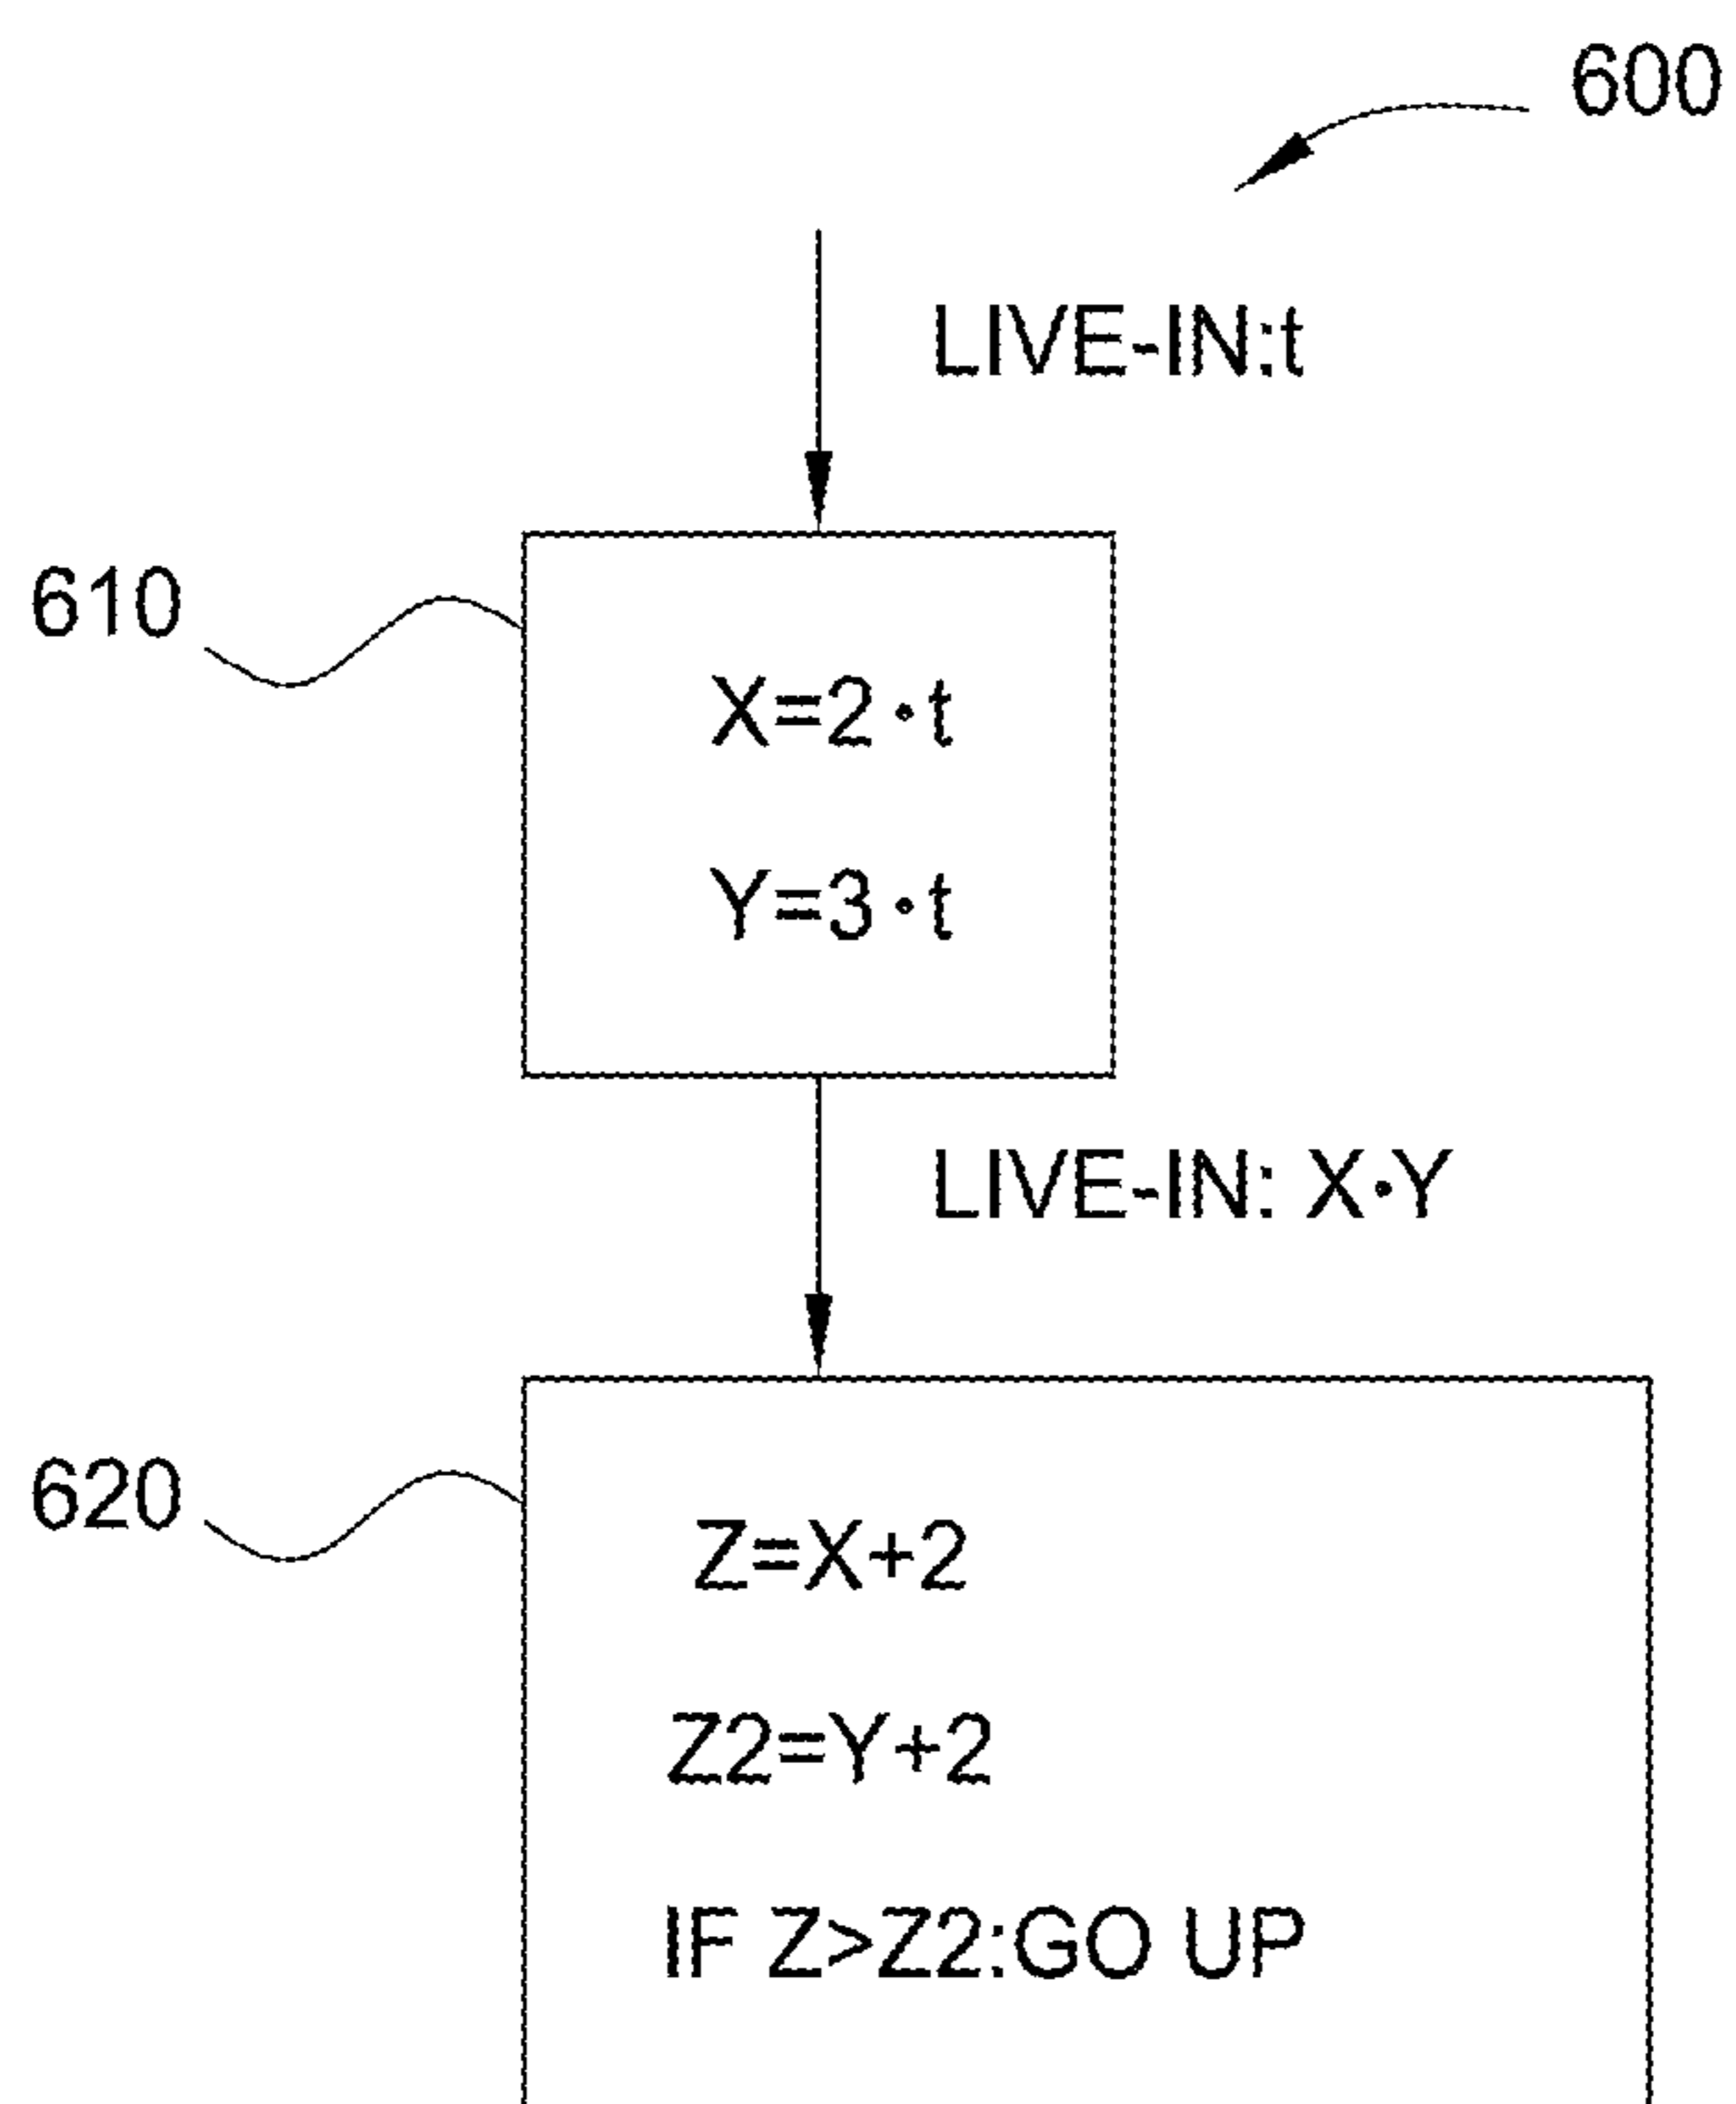 600
LIVE-IN:t
610
X=2·t
Y=3·t
LIVE-IN: X·Y
620
Z=X+2
Z2=Y+2
IF Z>Z2:GO UP